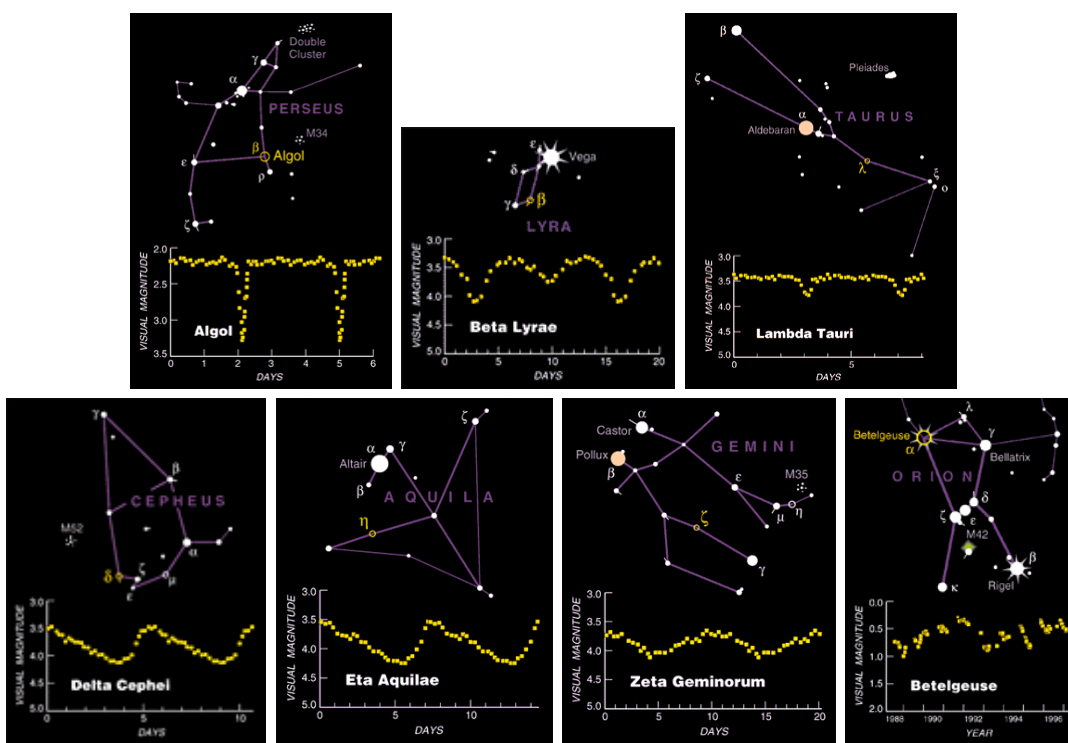 Double
Cluster
γ
α
PERSEUS
M34
β
Algol
ε
ρ
ζ
VISUAL MAGNITUDE
2.0
2.5
3.0
3.5
Algol
0 1 2 3 4 5 6
DAYS
ε
Vega
δ
γ
β
LYRA
VISUAL MAGNITUDE
3.0
3.5
4.0
4.5
5.0
Beta Lyrae
0 5 10 15 20
DAYS
β
Pleiades
ζ
α
TAURUS
Aldebaran
λ
ξ
ο
VISUAL MAGNITUDE
3.0
3.5
4.0
4.5
5.0
Lambda Tauri
0 5
DAYS
γ
β
CEPHEUS
M52
α
δ
ζ
μ
ε
VISUAL MAGNITUDE
3.0
3.5
4.0
4.5
5.0
Delta Cephei
0 5 10
DAYS
ζ
α
γ
Altair
β
AQUILA
η
VISUAL MAGNITUDE
3.0
3.5
4.0
4.5
5.0
Eta Aquilae
0 5 10
DAYS
α
Castor
GEMINI
Pollux
β
M35
ε
μ
η
ζ
γ
VISUAL MAGNITUDE
3.0
3.5
4.0
4.5
5.0
Zeta Geminorum
0 5 10 15 20
DAYS
λ
Betelgeuse
γ
α
Bellatrix
ORION
δ
ζ
ε
M42
β
κ
Rigel
VISUAL MAGNITUDE
0.0
0.5
1.0
1.5
2.0
Betelgeuse
1988 1990 1992 1994 1996
YEAR